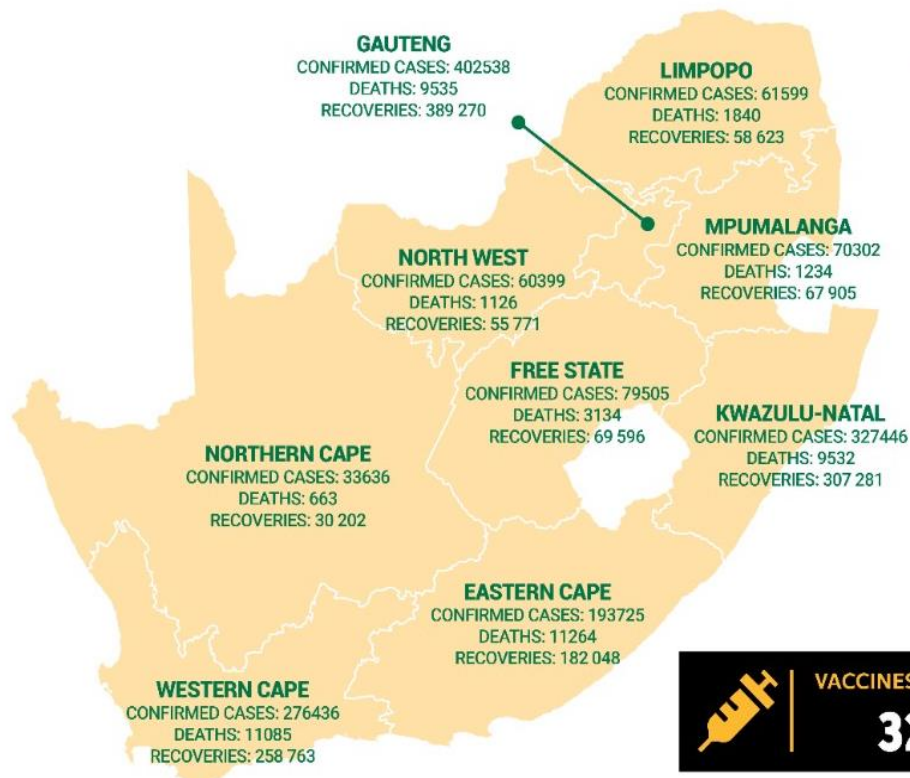 GAUTENG
CONFIRMED CASES: 402538
DEATHS: 9535
RECOVERIES: 389 270
LIMPOPO
CONFIRMED CASES: 61599
DEATHS: 1840
RECOVERIES: 58 623
MPUMALANGA
CONFIRMED CASES: 70302
DEATHS: 1234
RECOVERIES: 67 905
NORTH WEST
CONFIRMED CASES: 60399
DEATHS: 1126
RECOVERIES: 55 771
FREE STATE
CONFIRMED CASES: 79505
DEATHS: 3134
RECOVERIES: 69 596
KWAZULU-NATAL
CONFIRMED CASES: 327446
DEATHS: 9532
RECOVERIES: 307 281
NORTHERN CAPE
CONFIRMED CASES: 33636
DEATHS: 663
RECOVERIES: 30 202
EASTERN CAPE
CONFIRMED CASES: 193725
DEATHS: 11264
RECOVERIES: 182 048
WESTERN CAPE
CONFIRMED CASES: 276436
DEATHS: 11085
RECOVERIES: 258 763
VACCINES